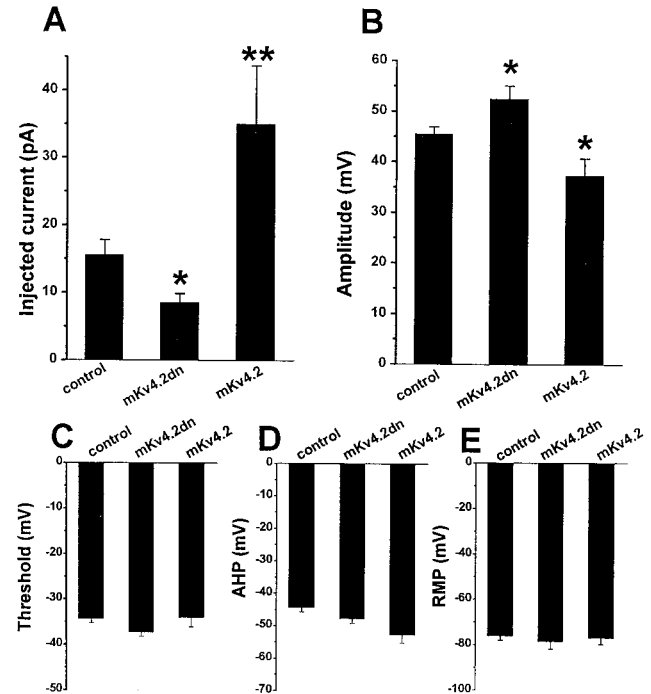 A
Injected current (pA)
40
30
20
10
0
*
**
control
mKv4.2dn
mKv4.2
B
Amplitude (mV)
60
50
40
30
60
10
0
*
*
control
mKv4.2dn
mKv4.2
C
control
mKv4.2dn
mKv4.2
Threshold (mV)
0
-10
-20
-30
-40
-50
D
control
mKv4.2dn
mKv4.2
AHP (mV)
0
-10
-20
-30
-40
-50
-60
-70
E
control
mKv4.2dn
mKv4.2
RMP (mV)
0
-20
-40
-60
-80
-100